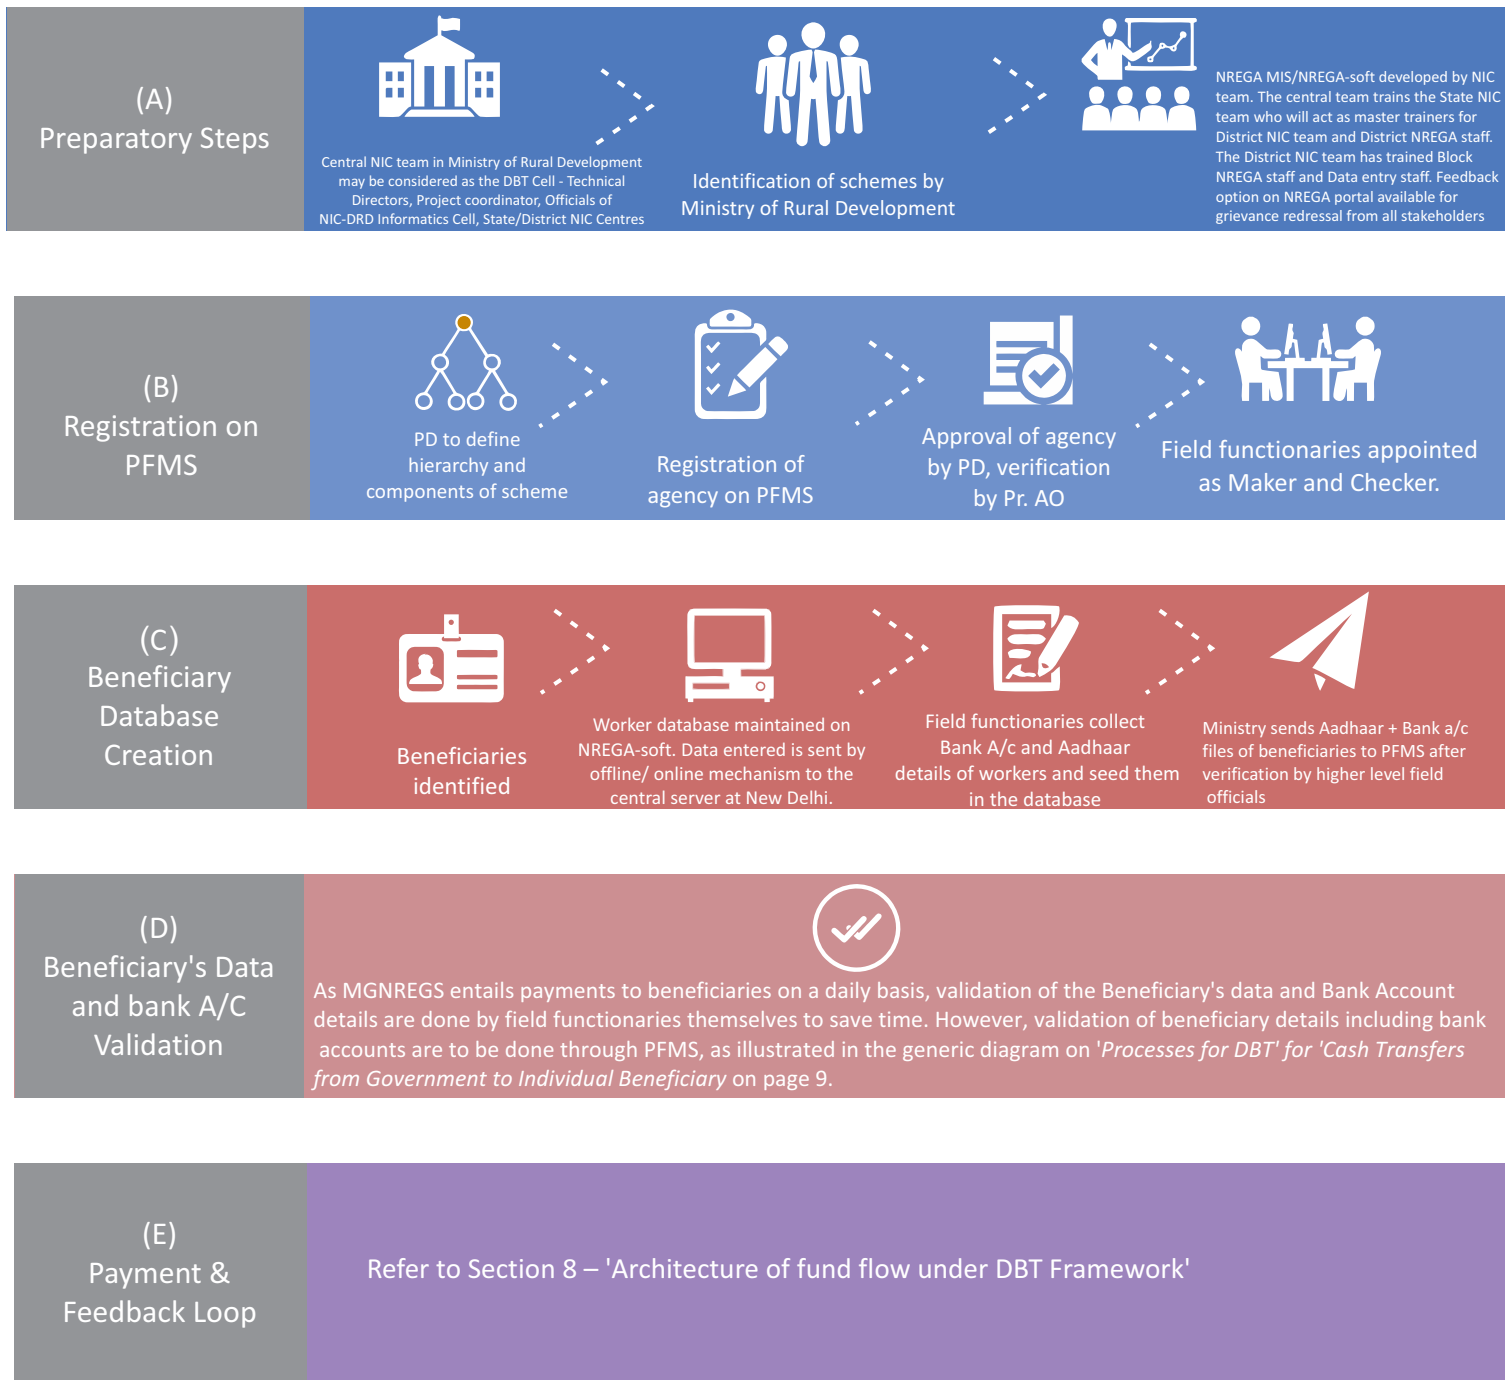 (A)
Preparatory Steps
Central NIC team in Ministry of Rural Development
may be considered as the DBT Cell - Technical
Directors, Project coordinator, Officials of
NIC-DRD Informatics Cell, State/District NIC Centres
Identification of schemes by
Ministry of Rural Development
NREGA MIS/NREGA-soft developed by NIC
team. The central team trains the State NIC
team who will act as master trainers for
District NIC team and District NREGA staff.
The District NIC team has trained Block
NREGA staff and Data entry staff. Feedback
option on NREGA portal available for
grievance redressal from all stakeholders
(B)
Registration on
PFMS
PD to define
hierarchy and
components of scheme
Registration of
agency on PFMS
Approval of agency
by PD, verification
by Pr. AO
Field functionaries appointed
as Maker and Checker.
(C)
Beneficiary
Database
Creation
Beneficiaries
identified
Worker database maintained on
NREGA-soft. Data entered is sent by
offline/ online mechanism to the
central server at New Delhi.
Field functionaries collect
Bank A/c and Aadhaar
details of workers and seed them
in the database
Ministry sends Aadhaar + Bank a/c
files of beneficiaries to PFMS after
verification by higher level field
officials
(D)
Beneficiary's Data
and bank A/C
Validation
As MGNREGS entails payments to beneficiaries on a daily basis, validation of the Beneficiary's data and Bank Account
details are done by field functionaries themselves to save time. However, validation of beneficiary details including bank
accounts are to be done through PFMS, as illustrated in the generic diagram on 'Processes for DBT' for 'Cash Transfers
from Government to Individual Beneficiary on page 9.
(E)
Payment &
Feedback Loop
Refer to Section 8 – 'Architecture of fund flow under DBT Framework'